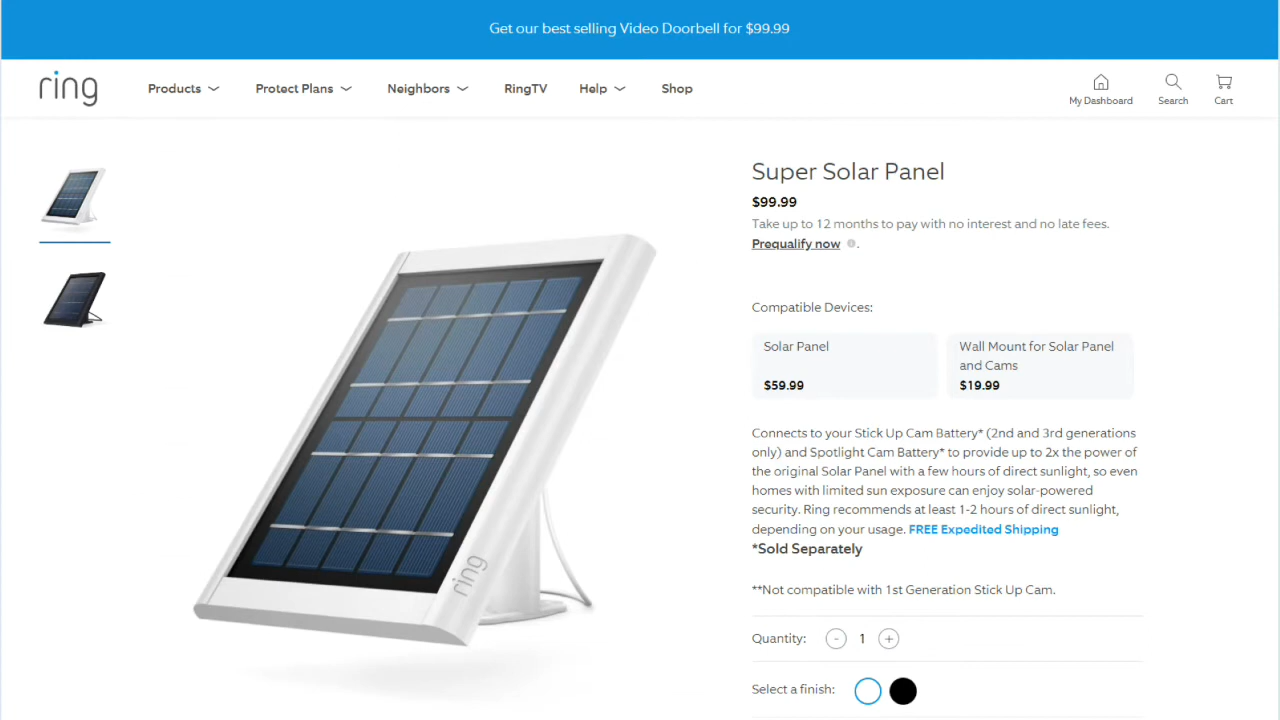 Get our best selling Video Doorbell for $99.99
ring
Products
Protect Plans
Neighbors
RingTV
Help
Shop
My Dashboard
Search
Cart
Super Solar Panel
$99.99
Take up to 12 months to pay with no interest and no late fees.
Prequalify now .
Compatible Devices:
Solar Panel
$59.99
Wall Mount for Solar Panel
and Cams
$19.99
Connects to your Stick Up Cam Battery* (2nd and 3rd generations
only) and Spotlight Cam Battery* to provide up to 2x the power of
the original Solar Panel with a few hours of direct sunlight, so even
homes with limited sun exposure can enjoy solar-powered
security. Ring recommends at least 1-2 hours of direct sunlight,
depending on your usage. FREE Expedited Shipping
*Sold Separately
**Not compatible with 1st Generation Stick Up Cam.
Quantity: - 1 +
Select a finish:
ring